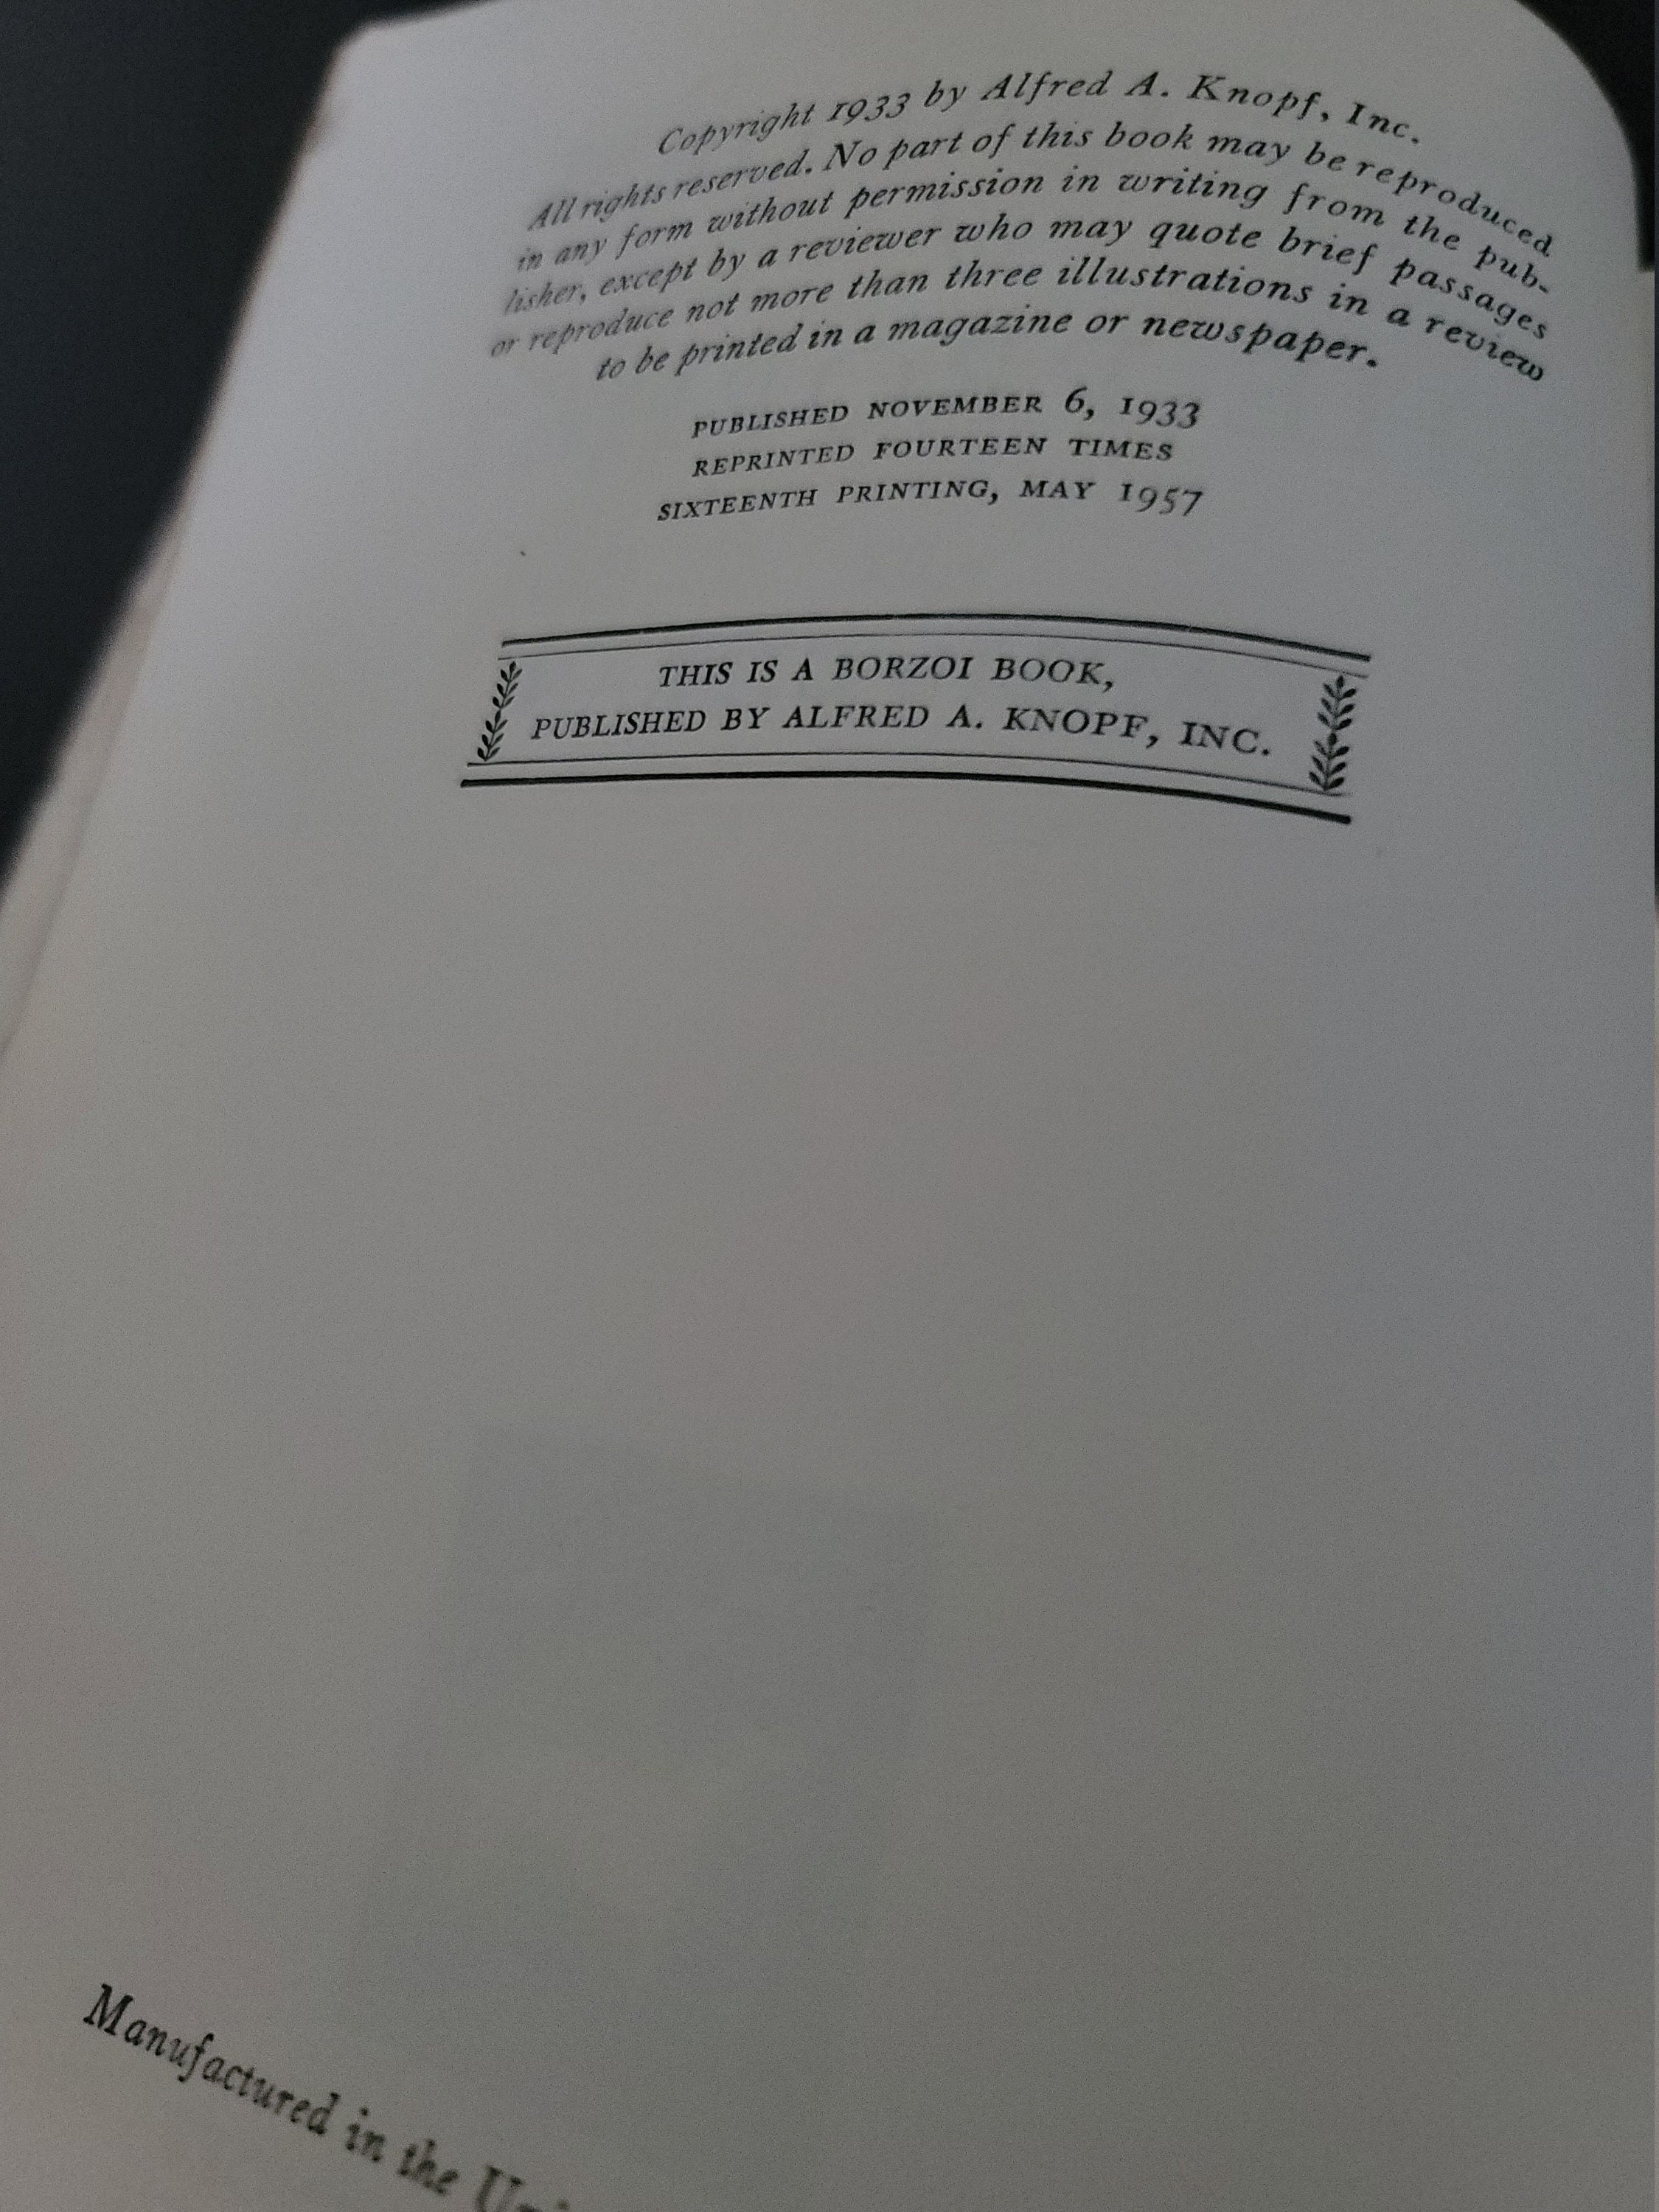 Copyright 1933 by Alfred A. Knopf, Inc.
All rights reserved. No part of this book may be reproduced
in any form without permission in writing from the pub-
lisher, except by a reviewer who may quote brief passages
or reproduce not more than three illustrations in a review
to be printed in a magazine or newspaper.
PUBLISHED NOVEMBER 6, 1933
REPRINTED FOURTEEN TIMES
SIXTEENTH PRINTING, MAY 1957
THIS IS A BORZOI BOOK,
PUBLISHED BY ALFRED A. KNOPF, INC.
Manufactured in the